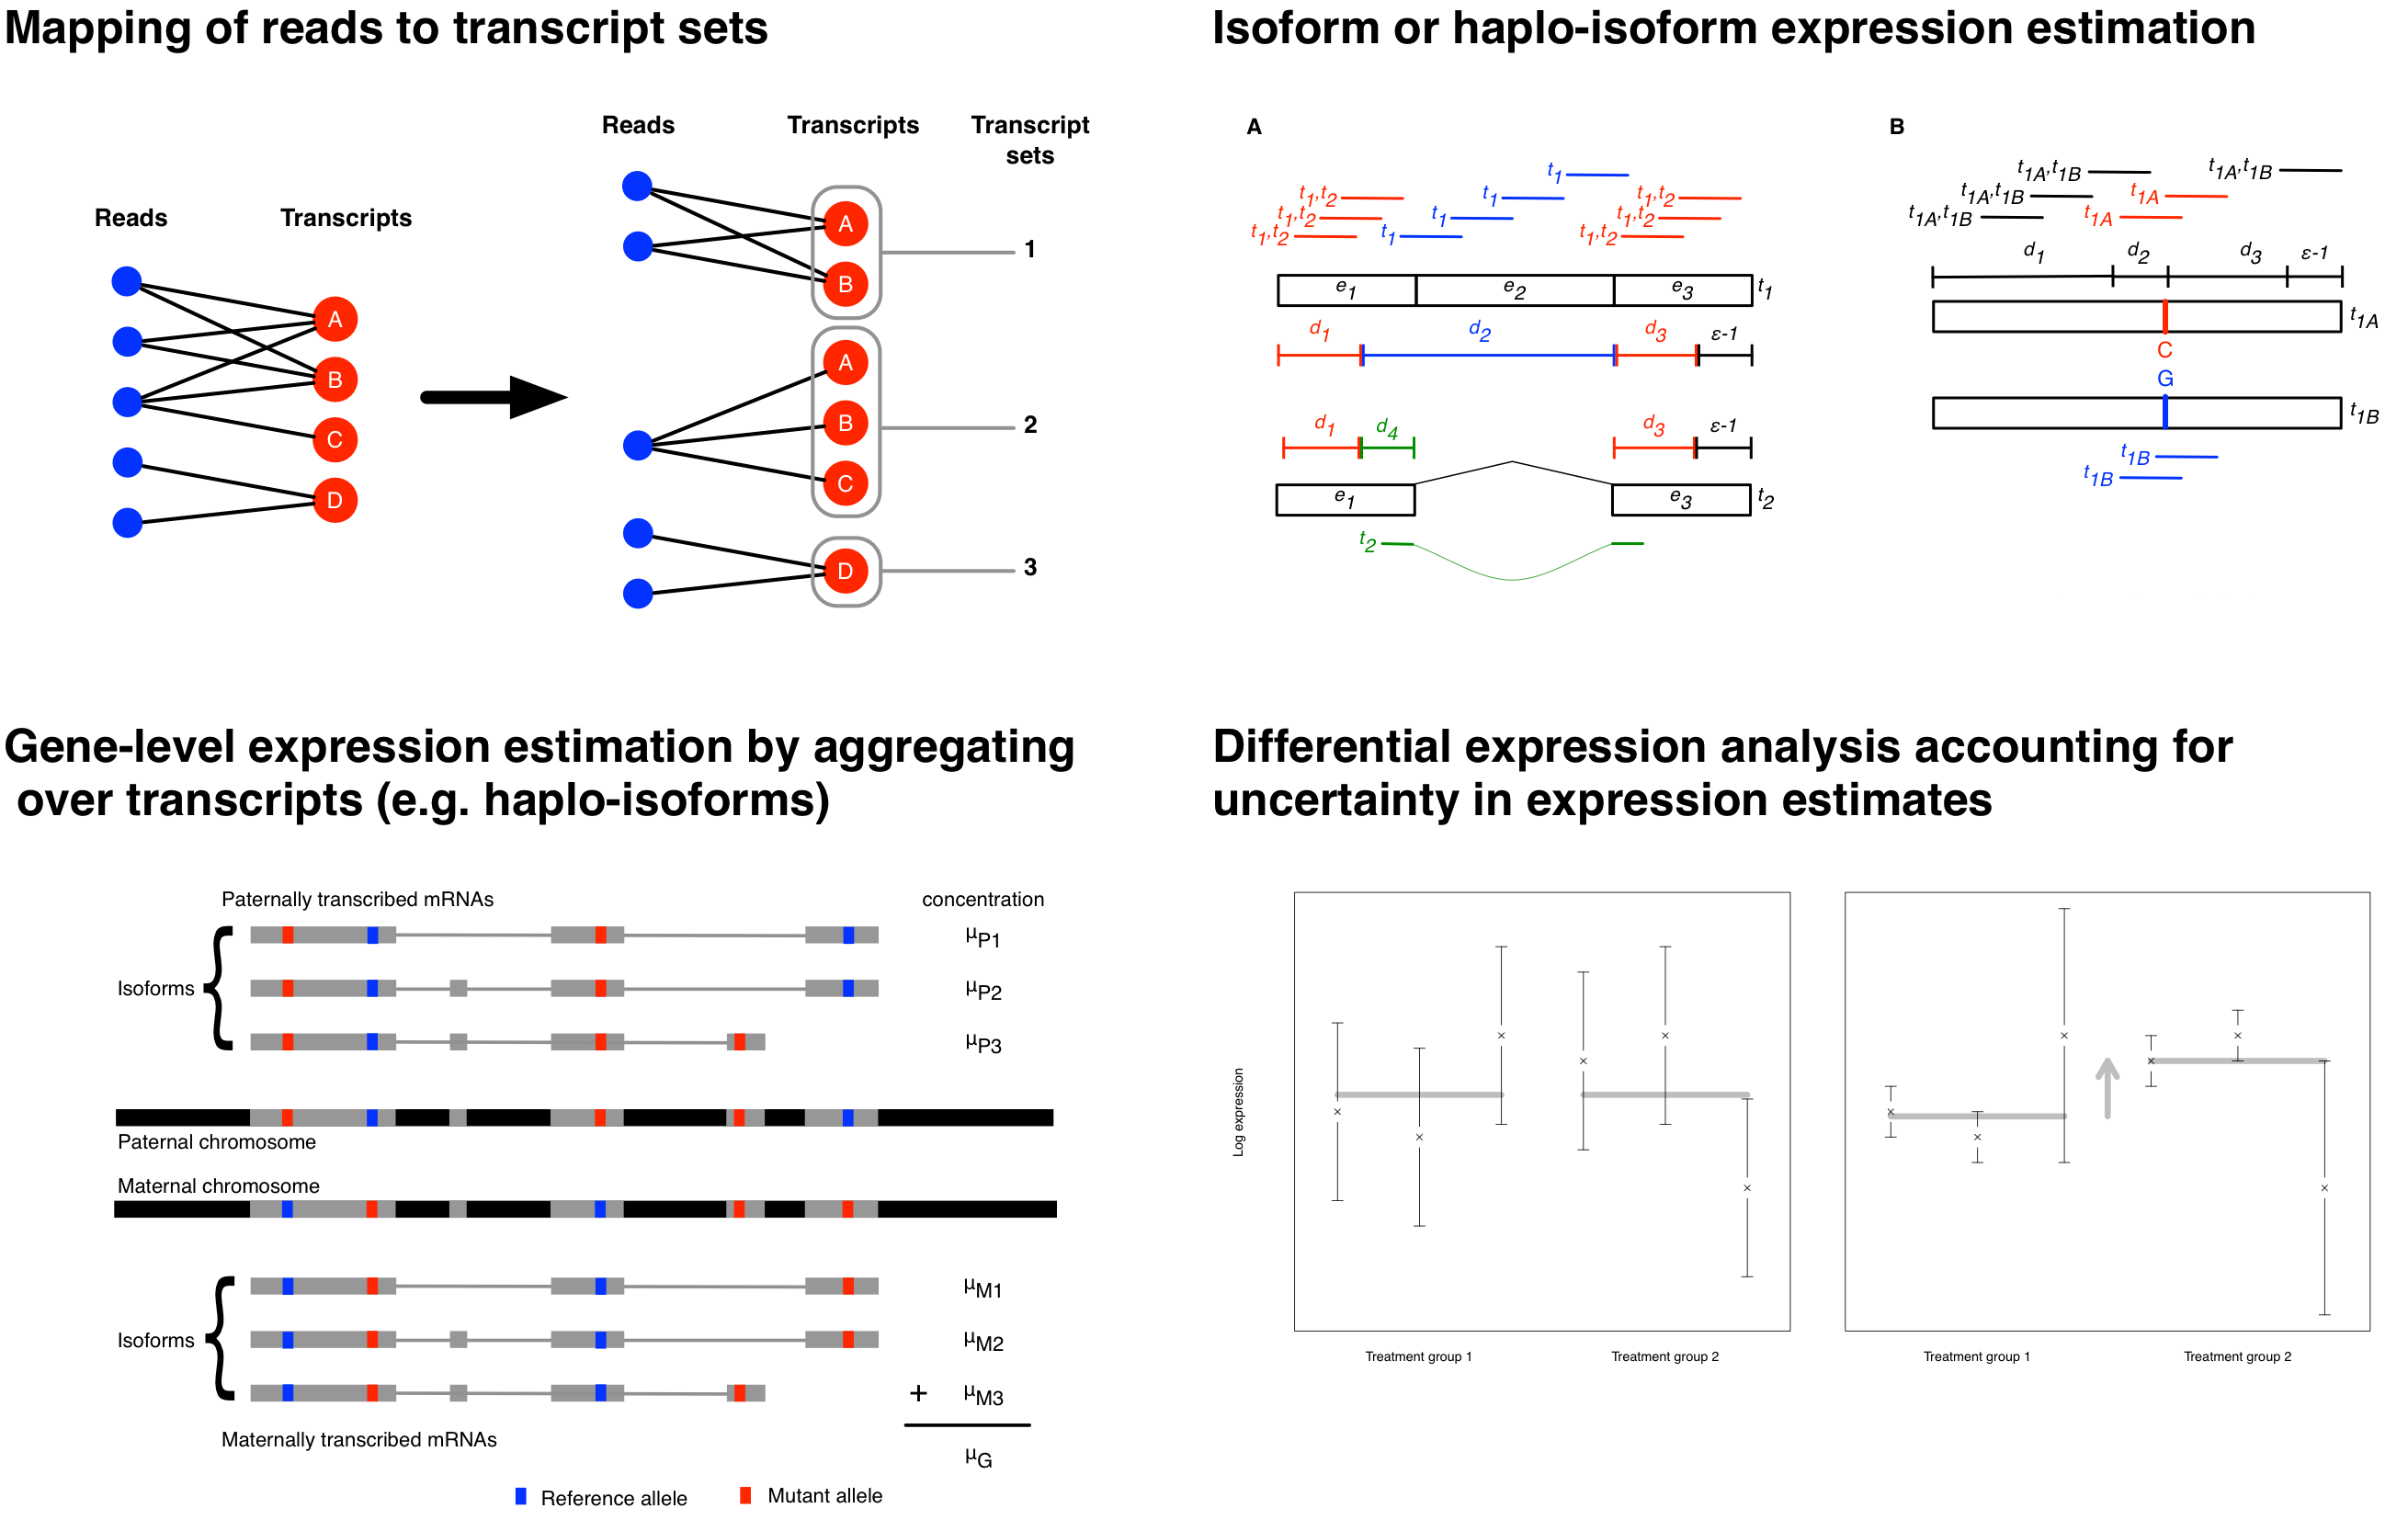 Mapping of reads to transcript sets
Reads
Transcripts
A
B
C
D
Reads
Transcripts
Transcript
sets
A
B
1
A
B
C
2
D
3
Isoform or haplo-isoform expression estimation
A
t1
t1,t2
t1
t1,t2
t1,t2
t1
t1,t2
t1,t2
t1
t1,t2
e1
e2
e3
t1
d1
d2
d3
ε-1
d1
d4
d3
ε-1
e1
e3
t2
t2
B
t1A,t1B
t1A,t1B
t1A,t1B
t1A
t1A,t1B
t1A
d1
d2
d3
ε-1
t1A
C
G
t1B
t1B
t1B
Gene-level expression estimation by aggregating
over transcripts (e.g. haplo-isoforms)
Paternally transcribed mRNAs
concentration
μP1
Isoforms
μP2
μP3
Paternal chromosome
Maternal chromosome
μM1
Isoforms
μM2
+ μM3
Maternally transcribed mRNAs
μG
Reference allele
Mutant allele
Differential expression analysis accounting for
uncertainty in expression estimates
Log expression
Treatment group 1
Treatment group 2
Treatment group 1
Treatment group 2